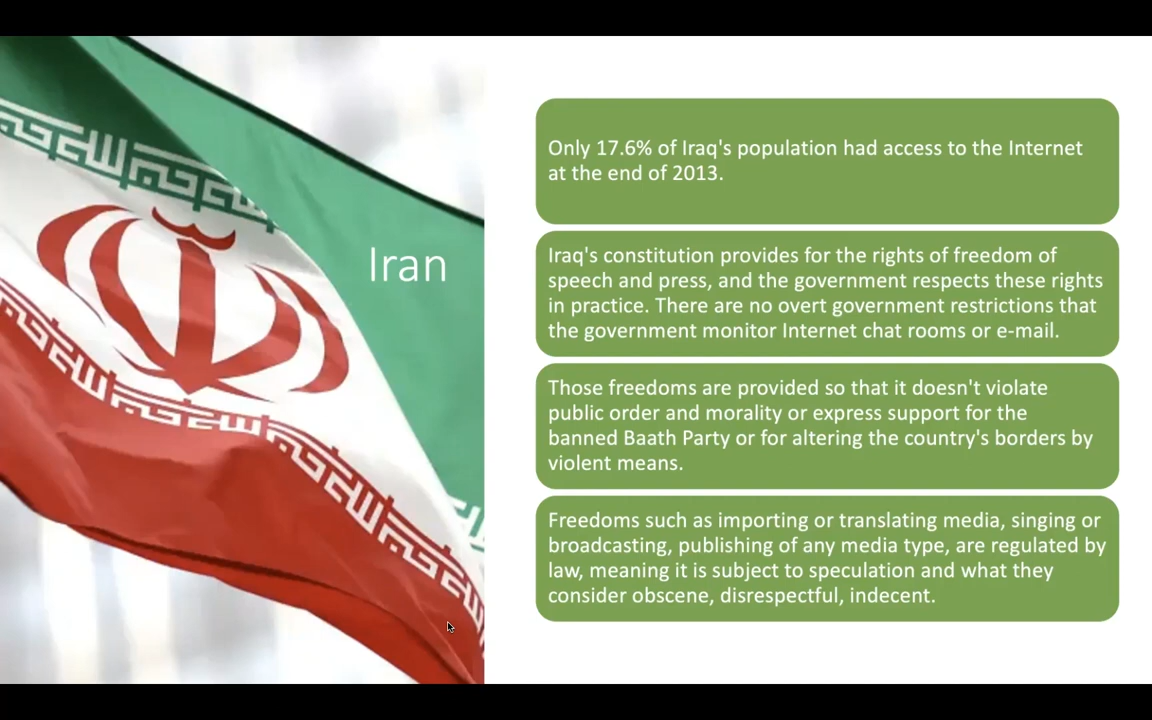 Iran
Only 17.6% of Iraq's population had access to the Internet
at the end of 2013.
Iraq's constitution provides for the rights of freedom of
speech and press, and the government respects these rights
in practice. There are no overt government restrictions that
the government monitor Internet chat rooms or e-mail.
Those freedoms are provided so that it doesn't violate
public order and morality or express support for the
banned Baath Party or for altering the country's borders by
violent means.
Freedoms such as importing or translating media, singing or
broadcasting, publishing of any media type, are regulated by
law, meaning it is subject to speculation and what they
consider obscene, disrespectful, indecent.